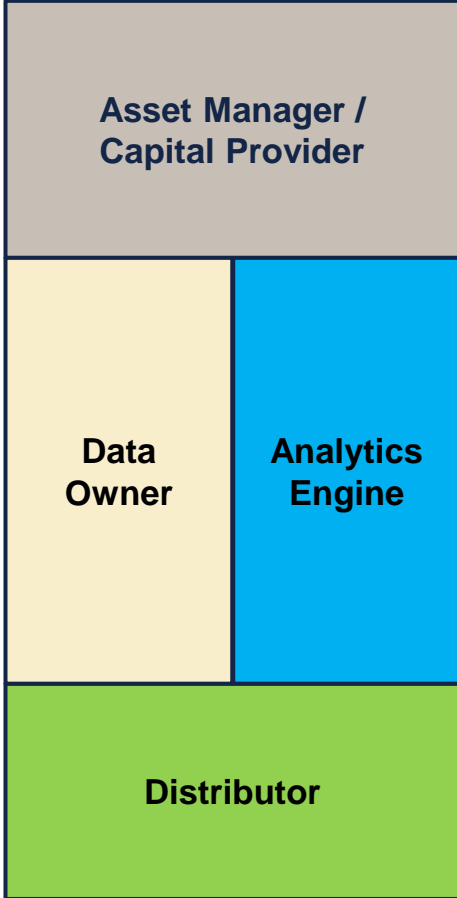 Asset Manager /
Capital Provider
Data
Owner
Analytics
Engine
Distributor